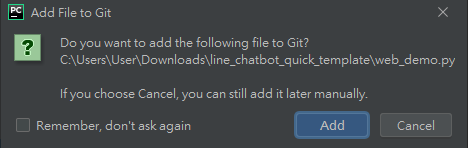 PC
Add File to Git
Do you want to add the following file to Git?
C:\Users\User\Downloads\line_chatbot_quick_template\web_demo.py
If you choose Cancel, you can still add it later manually.
Remember, don't ask again
Add
Cancel